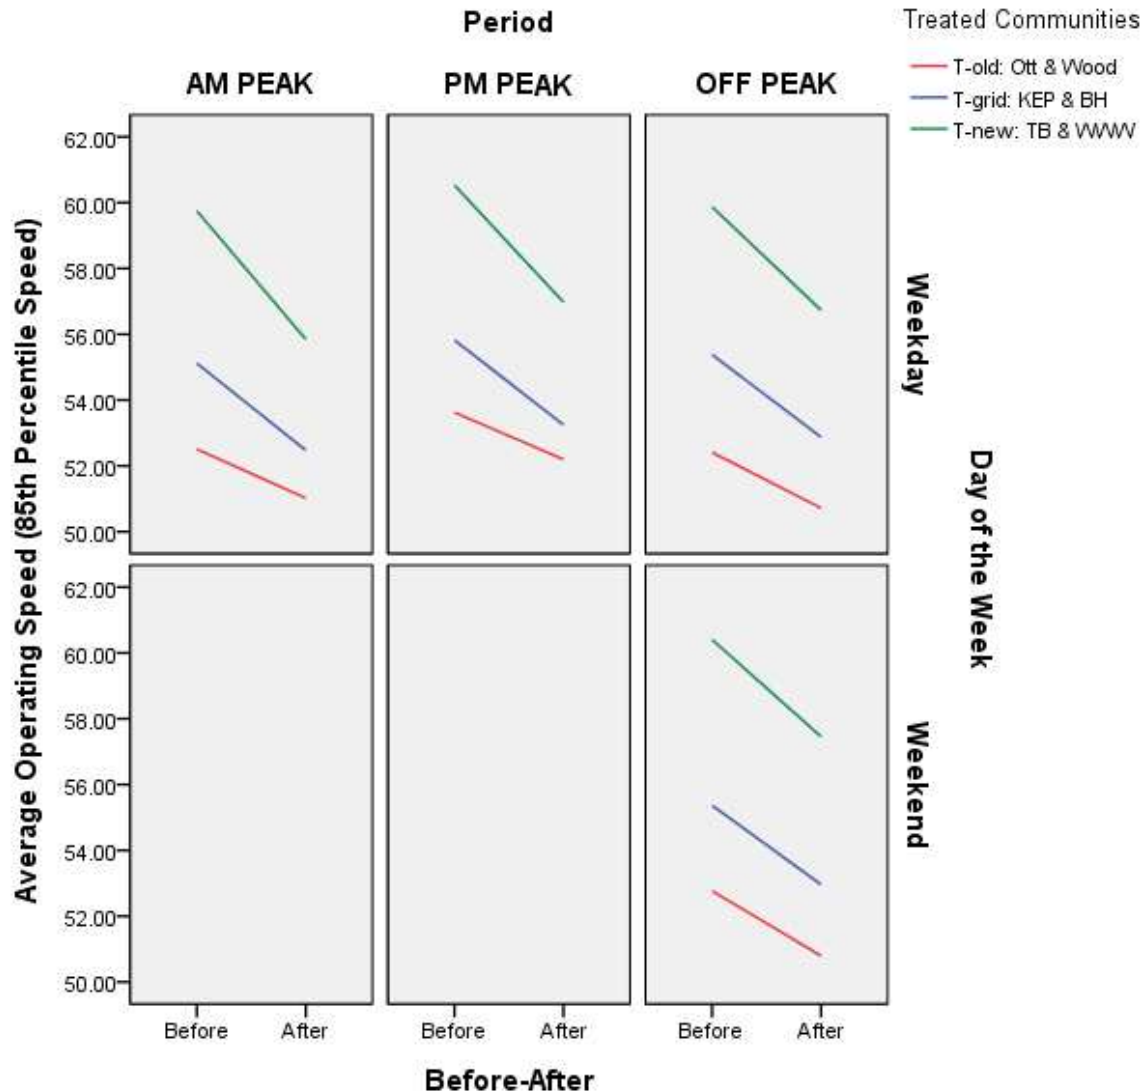 Period
Treated Communities
T-old: Ott & Wood
T-grid: KEP & BH
T-new: TB & WWW
AM PEAK
PM PEAK
OFF PEAK
Average Operating Speed (85th Percentile Speed)
62.00
60.00
58.00
56.00
54.00
52.00
50.00
62.00
60.00
58.00
56.00
54.00
52.00
50.00
Weekday
Weekend
Day of the Week
Before After
Before After
Before After
Before-After